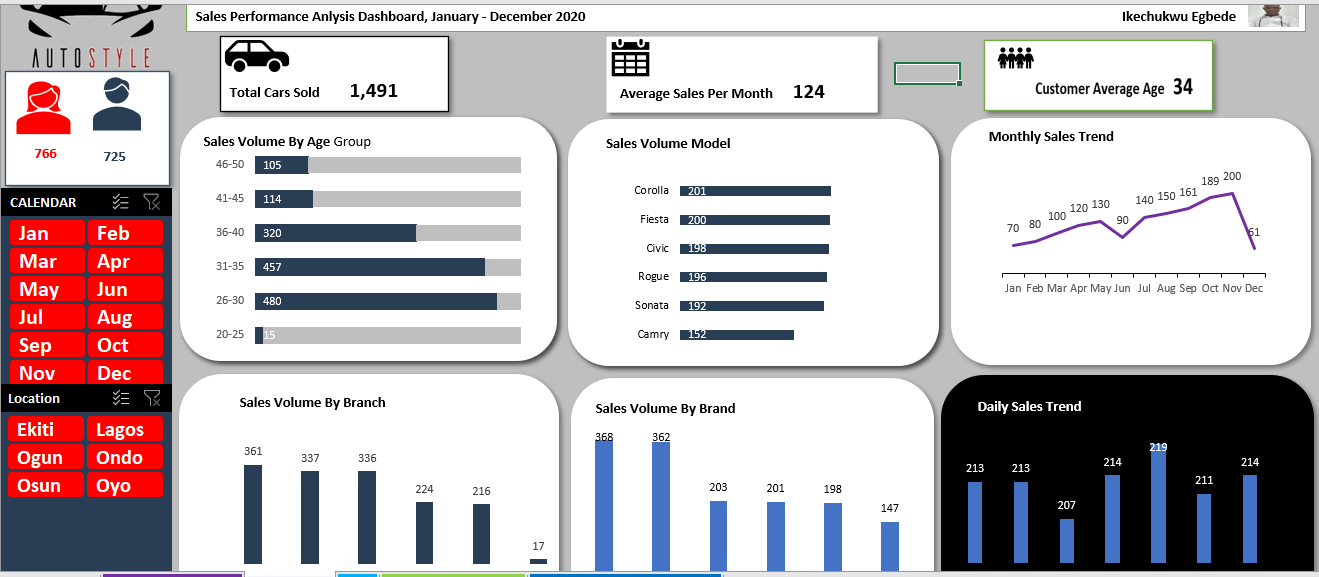 Sales Performance Anlysis Dashboard, January - December 2020
Ikechukwu Egbede
AUTOSTYLE
766
725
CALENDAR
Jan Feb
Mar Apr
May Jun
Jul Aug
Sep Oct
Nov Dec
Location
Ekiti Lagos
Ogun Ondo
Osun Oyo
Total Cars Sold 1,491
Average Sales Per Month 124
Customer Average Age 34
Sales Volume By Age Group
46-50 105
41-45 114
36-40 320
31-35 457
26-30 480
20-25 15
Sales Volume Model
Corolla 201
Fiesta 200
Civic 198
Rogue 196
Sonata 192
Camry 152
Monthly Sales Trend
70 80 100 120 130 90 140 150 161 189 200 51
Jan Feb Mar Apr May Jun Jul Aug Sep Oct Nov Dec
Sales Volume By Branch
361 337 336 224 216 17
Sales Volume By Brand
368 362 203 201 198 147
Daily Sales Trend
213 213 207 214 219 211 214